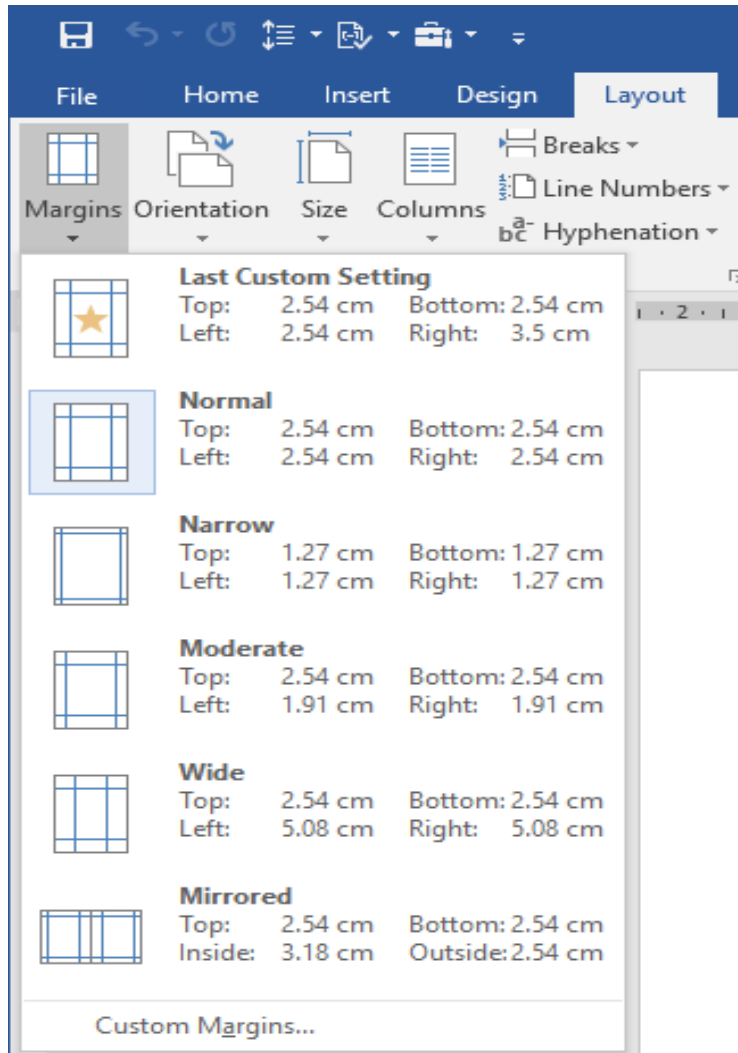 File Home Insert Design Layout
Margins Orientation Size Columns
Breaks
Line Numbers
Hyphenation
Last Custom Setting
Top: 2.54 cm Bottom: 2.54 cm
Left: 2.54 cm Right: 3.5 cm
2
Normal
Top: 2.54 cm Bottom: 2.54 cm
Left: 2.54 cm Right: 2.54 cm
Narrow
Top: 1.27 cm Bottom: 1.27 cm
Left: 1.27 cm Right: 1.27 cm
Moderate
Top: 2.54 cm Bottom: 2.54 cm
Left: 1.91 cm Right: 1.91 cm
Wide
Top: 2.54 cm Bottom: 2.54 cm
Left: 5.08 cm Right: 5.08 cm
Mirrored
Top: 2.54 cm Bottom: 2.54 cm
Inside: 3.18 cm Outside: 2.54 cm
Custom Margins...